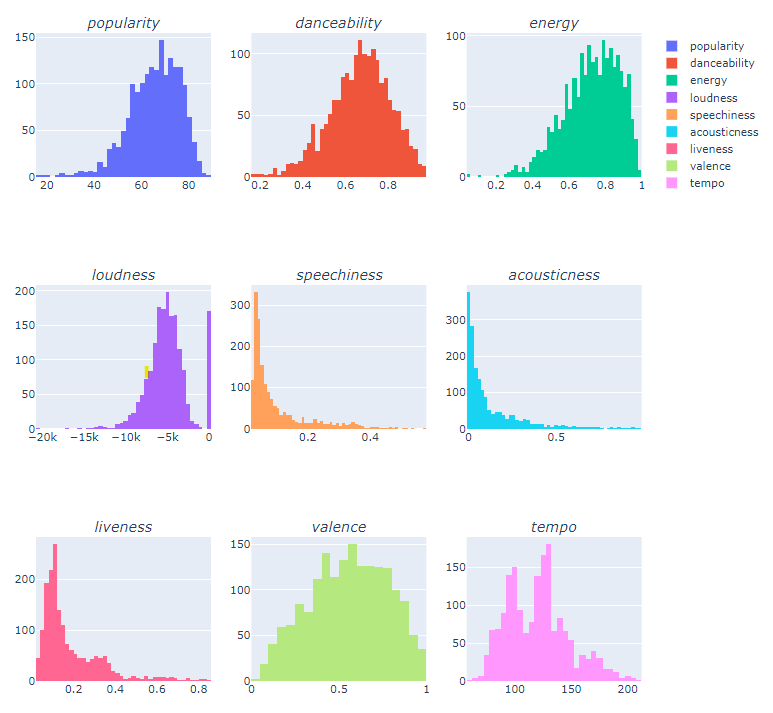 popularity
danceability
energy
150
100
50
0
20
40
60
80
100
50
0
0.2
0.4
0.6
0.8
100
50
0
0.2
0.4
0.6
0.8
1
popularity
danceability
energy
loudness
speechiness
acousticness
liveness
valence
tempo
loudness
speechiness
acousticness
200
150
100
50
0
−20k
−15k
−10k
−5k
0
300
200
100
0
0.2
0.4
300
200
100
0
0
0.5
liveness
valence
tempo
200
100
0
0.2
0.4
0.6
0.8
150
100
50
0
0
0.5
1
150
100
50
0
100
150
200